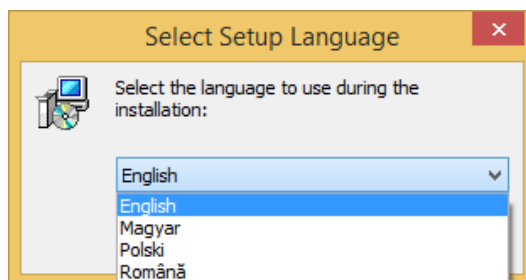 Select Setup Language
Select the language to use during the
installation:
English
English
Magyar
Polski
Română